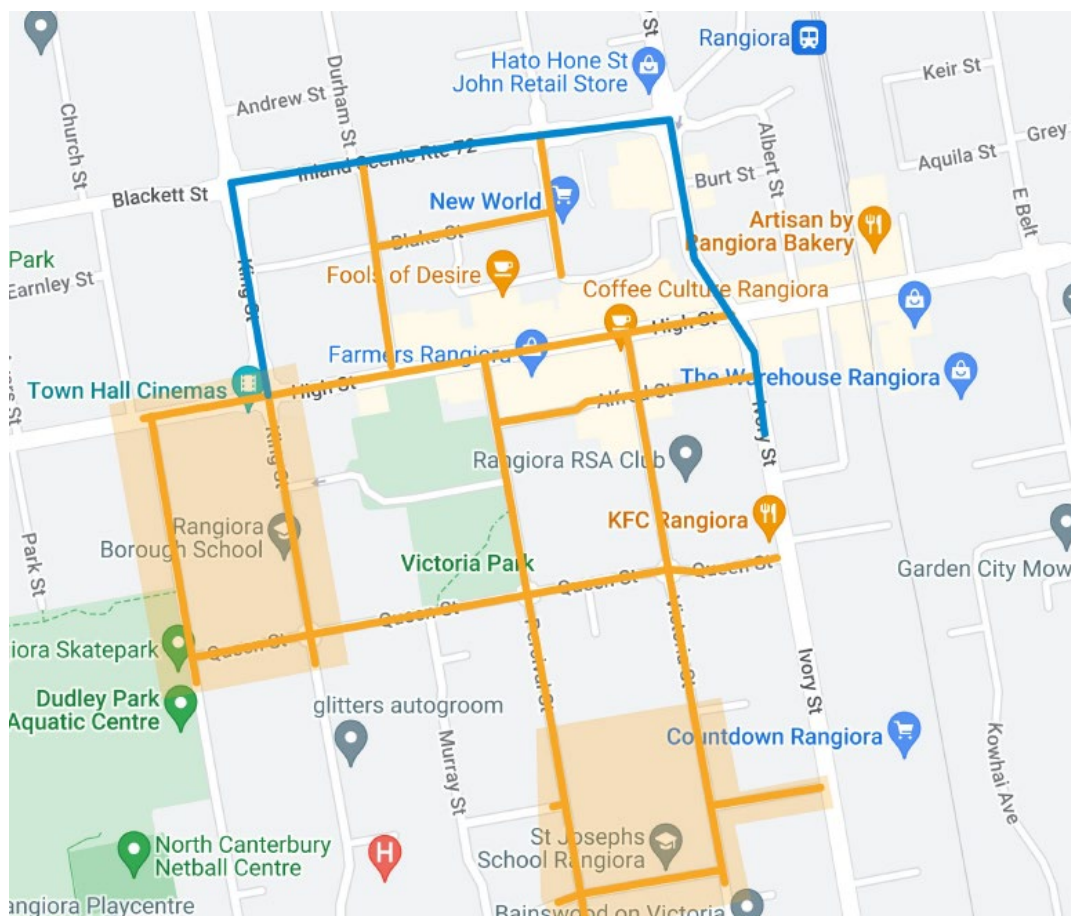 Rangiora
Hato Hone St
John Retail Store
Keir St
Andrew St
Durham St
Church St
Albert St
Grey
Inland Scenic Rte 72
Aquila St
Burt St
E Belt
Blackett St
New World
Artisan by
Rangiora Bakery
Blake St
Park
Earnley St
Fools of Desire
King St
Coffee Culture Rangiora
High St
Farmers Rangiora
Town Hall Cinemas
High St
The Warehouse Rangiora
Alfred St
Ivory St
King St
Rangiora RSA Club
Rangiora
Borough School
KFC Rangiora
Park St
Victoria Park
Queen St
Queen St
Garden City Mow
Queen St
Queen St
iora Skatepark
Percival St
Victoria St
Ivory St
Dudley Park
Aquatic Centre
glitters autogroom
Murray St
Countdown Rangiora
Kowhai Ave
North Canterbury
Netball Centre
H
St Josephs
School Rangiora
angiora Playcentre
Bainswood on Victoria